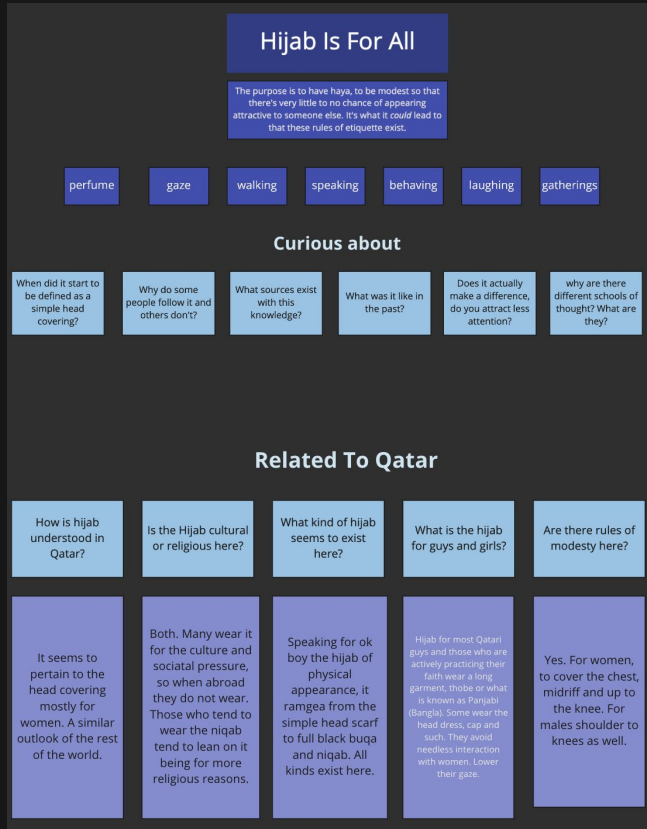 Hijab Is For All
The purpose is to have haya, to be modest so that
there's very little to no chance of appearing
attractive to someone else. It's what it could lead to
that these rules of etiquette exist.
perfume
gaze
walking
speaking
behaving
laughing
gatherings
Curious about
When did it start to
be defined as a
simple head
covering?
Why do some
people follow it and
others don't?
What sources exist
with this
knowledge?
What was it like in
the past?
Does it actually
make a difference,
do you attract less
attention?
why are there
different schools of
thought? What are
they?
Related To Qatar
How is hijab
understood in
Qatar?
Is the Hijab cultural
or religious here?
What kind of hijab
seems to exist
here?
What is the hijab
for guys and girls?
Are there rules of
modesty here?
It seems to
pertain to the
head covering
mostly for
women. A similar
outlook of the rest
of the world.
Both. Many wear it
for the culture and
sociatal pressure,
so when abroad
they do not wear.
Those who tend to
wear the niqab
tend to lean on it
being for more
religious reasons.
Speaking for ok
boy the hijab of
physical
appearance, it
ramgea from the
simple head scarf
to full black buqa
and niqab. All
kinds exist here.
Hijab for most Qatari
guys and those who are
actively practicing their
faith wear a long
garment, thobe or what
is known as Panjabi
(Bangla). Some wear the
head dress, cap and
such. They avoid
needless interaction
with women. Lower
their gaze.
Yes. For women,
to cover the chest,
midriff and up to
the knee. For
males shoulder to
knees as well.